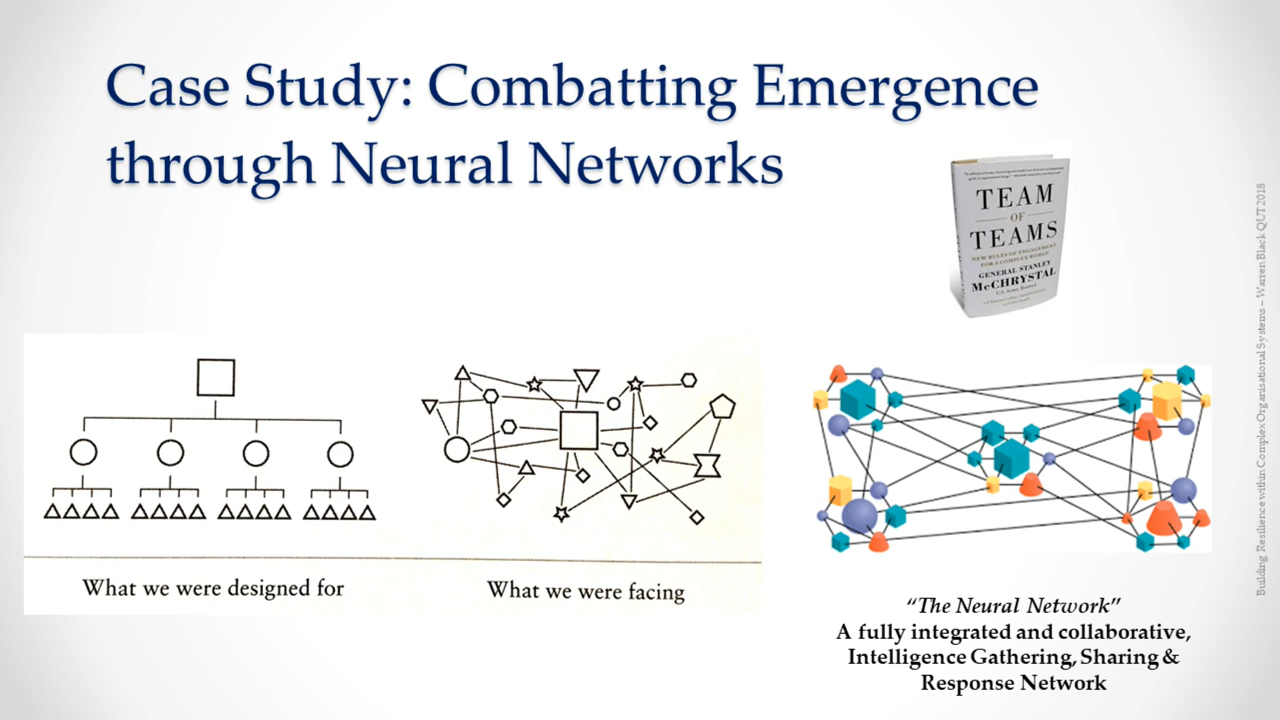 Case Study: Combatting Emergence
through Neural Networks
TEAM
OF
TEAMS
NEW RULES OF ENGAGEMENT
FOR A COMPLEX WORLD
GENERAL STANLEY
McCHRYSTAL
U.S. Army, Retired
What we were designed for
What we were facing
“The Neural Network”
A fully integrated and collaborative,
Intelligence Gathering, Sharing &
Response Network
Building Resilience within Complex Organisational Systems – Warren Black QUT 2018